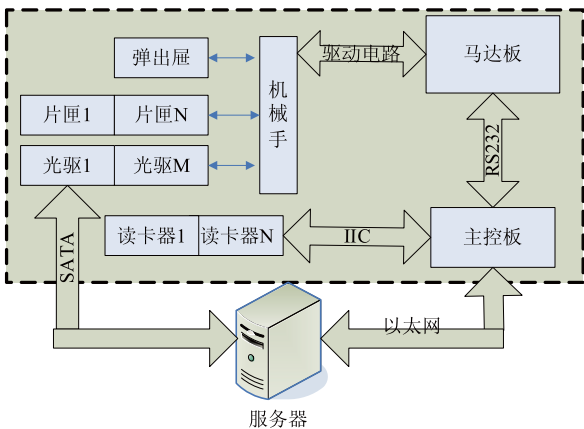 弹出屉
机械手
驱动电路
马达板
片匣1
片匣N
光驱1
光驱M
RS232
读卡器1
读卡器N
IIC
主控板
SATA
以太网
服务器